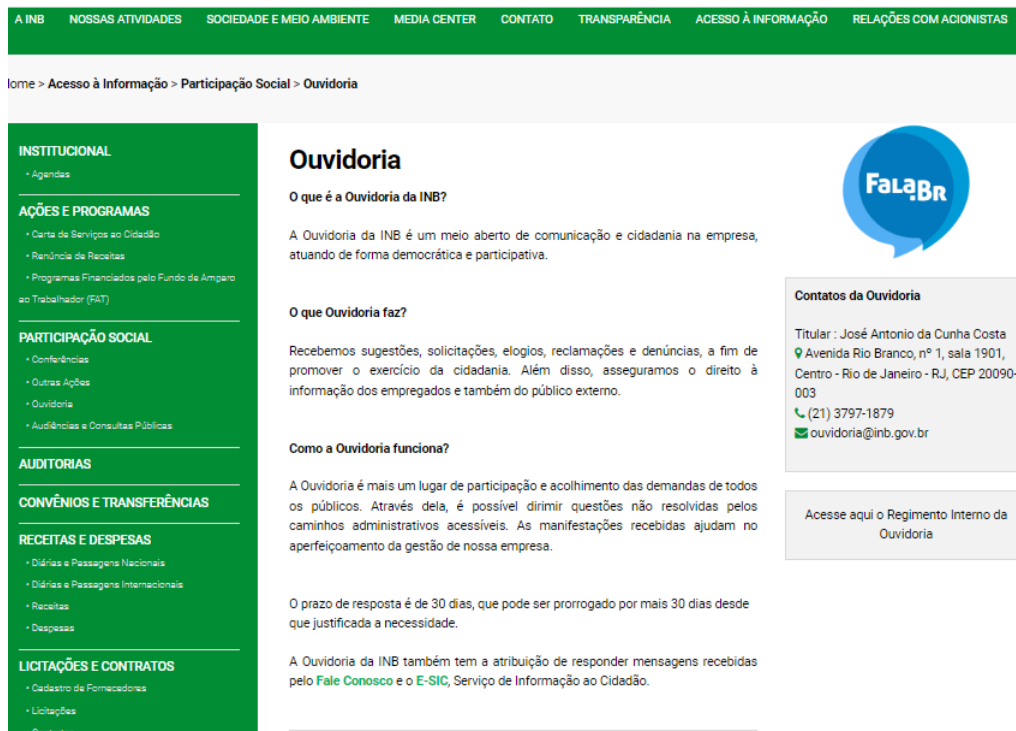 A INB NOSSAS ATIVIDADES SOCIEDADE E MEIO AMBIENTE MEDIA CENTER CONTATO TRANSPARÊNCIA ACESSO À INFORMAÇÃO RELAÇÕES COM ACIONISTAS
ome > Acesso à Informação > Participação Social > Ouvidoria
INSTITUCIONAL
• Agendas
AÇÕES E PROGRAMAS
• Carta de Serviços ao Cidadão
• Renúncia de Receitas
• Programas Financiados pelo Fundo de Amparo
ao Trabalhador (FAT)
PARTICIPAÇÃO SOCIAL
• Conferências
• Outras Ações
• Ouvidoria
• Audiências e Consultas Públicas
AUDITORIAS
CONVÊNIOS E TRANSFERÊNCIAS
RECEITAS E DESPESAS
• Diárias e Passagens Nacionais
• Diárias e Passagens Internacionais
• Receitas
• Despesas
LICITAÇÕES E CONTRATOS
• Cadastro de Fornecedores
• Licitações
Ouvidoria
O que é a Ouvidoria da INB?
A Ouvidoria da INB é um meio aberto de comunicação e cidadania na empresa,
atuando de forma democrática e participativa.
O que Ouvidoria faz?
Recebemos sugestões, solicitações, elogios, reclamações e denúncias, a fim de
promover o exercício da cidadania. Além disso, asseguramos o direito à
informação dos empregados e também do público externo.
Como a Ouvidoria funciona?
A Ouvidoria é mais um lugar de participação e acolhimento das demandas de todos
os públicos. Através dela, é possível dirimir questões não resolvidas pelos
caminhos administrativos acessíveis. As manifestações recebidas ajudam no
aperfeiçoamento da gestão de nossa empresa.
O prazo de resposta é de 30 dias, que pode ser prorrogado por mais 30 dias desde
que justificada a necessidade.
A Ouvidoria da INB também tem a atribuição de responder mensagens recebidas
pelo Fale Conosco e o E-SIC, Serviço de Informação ao Cidadão.
FALA.BR
Contatos da Ouvidoria
Titular : José Antonio da Cunha Costa
Avenida Rio Branco, nº 1, sala 1901,
Centro - Rio de Janeiro - RJ, CEP 20090-
003
(21) 3797-1879
ouvidoria@inb.gov.br
Acesse aqui o Regimento Interno da
Ouvidoria